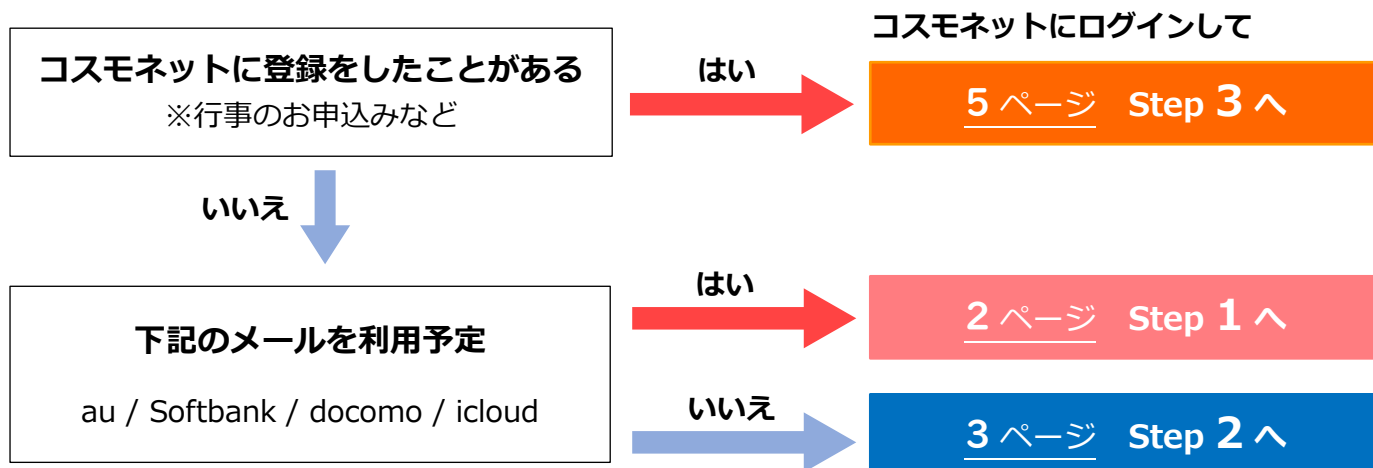 コスモネットにログインして
コスモネットに登録をしたことがある
※行事のお申込みなど
はい
5 ページ Step 3 へ
いいえ
下記のメールを利用予定
au / Softbank / docomo / icloud
はい
2 ページ Step 1 へ
いいえ
3 ページ Step 2 へ